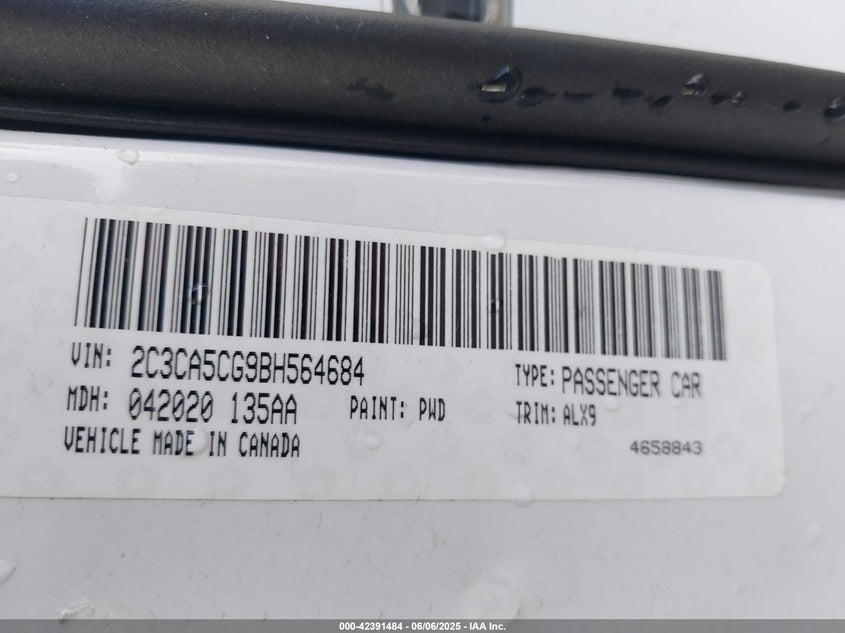 VIN: 2C3CA5CG9BH564684 TYPE: PASSENGER CAR
MDH: 042020 135AA PAINT: PWD TRIM: ALX9
VEHICLE MADE IN CANADA 4658843
000-42391484 - 06/06/2025 - IAA Inc.